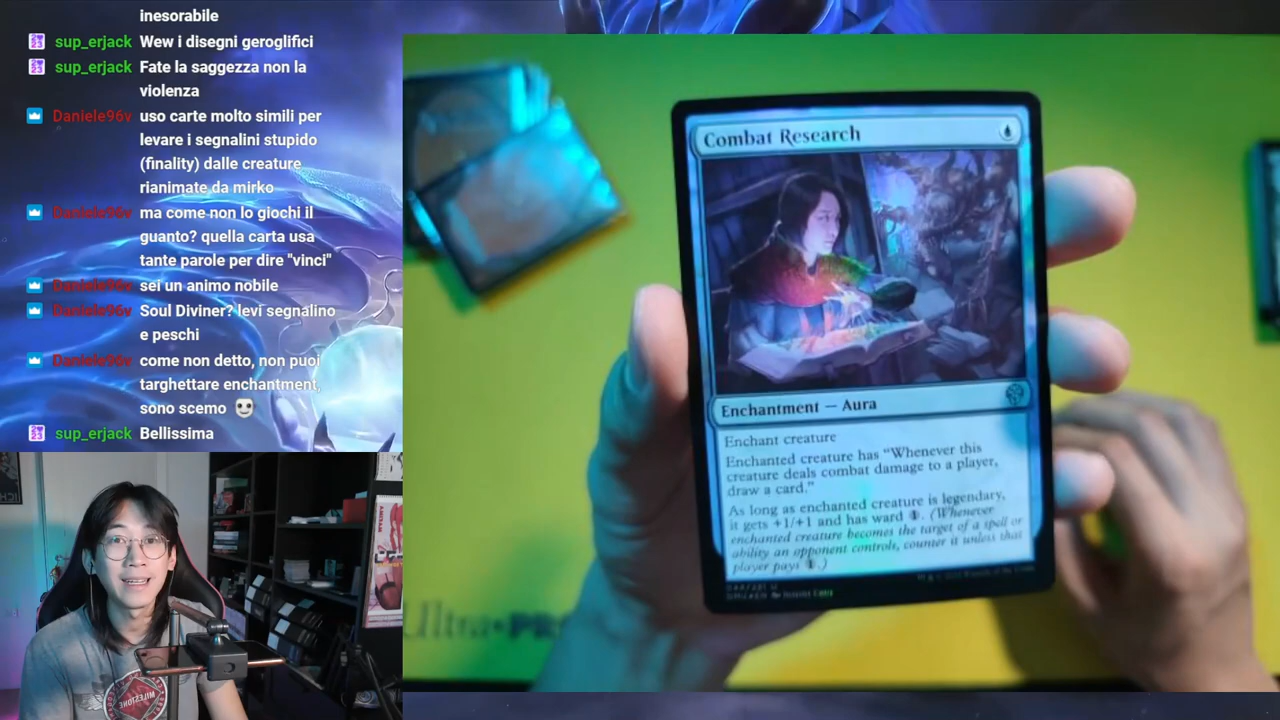 inesorabile
sup_erjack Wew i disegni geroglifici
sup_erjack Fate la saggezza non la
violenza
Daniele96v uso carte molto simili per
levare i segnalini stupido
(finality) dalle creature
rianimate da mirko
Daniele96v ma come non lo giochi il
guanto? quella carta usa
tante parole per dire "vinci"
Daniele96v sei un animo nobile
Daniele96v Soul Diviner? levi segnalino
e peschi
Daniele96v come non detto, non puoi
targhettare enchantment,
sono scemo
sup_erjack Bellissima
Combat Research
Enchantment — Aura
Enchant creature
Enchanted creature has “Whenever this
creature deals combat damage to a player,
draw a card.”
As long as enchanted creature is legendary,
it gets +1/+1 and has ward 1. (Whenever
enchanted creature becomes the target of a spell or
ability an opponent controls, counter it unless that
player pays 1.)
Ultra•PR
MILESTONE